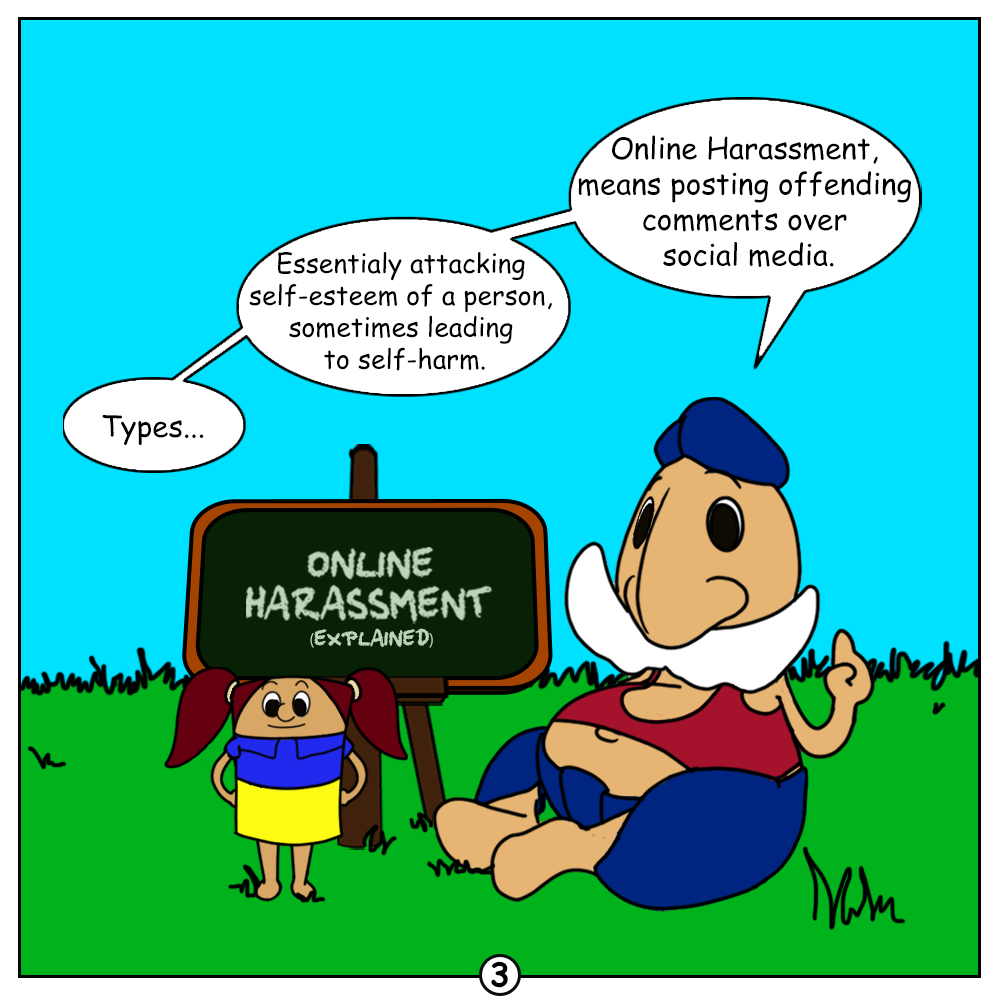 Online Harassment,
means posting offending
comments over
social media.
Essentialy attacking
self-esteem of a person,
sometimes leading
to self-harm.
Types...
ONLINE
HARASSMENT
(EXPLAINED)
3